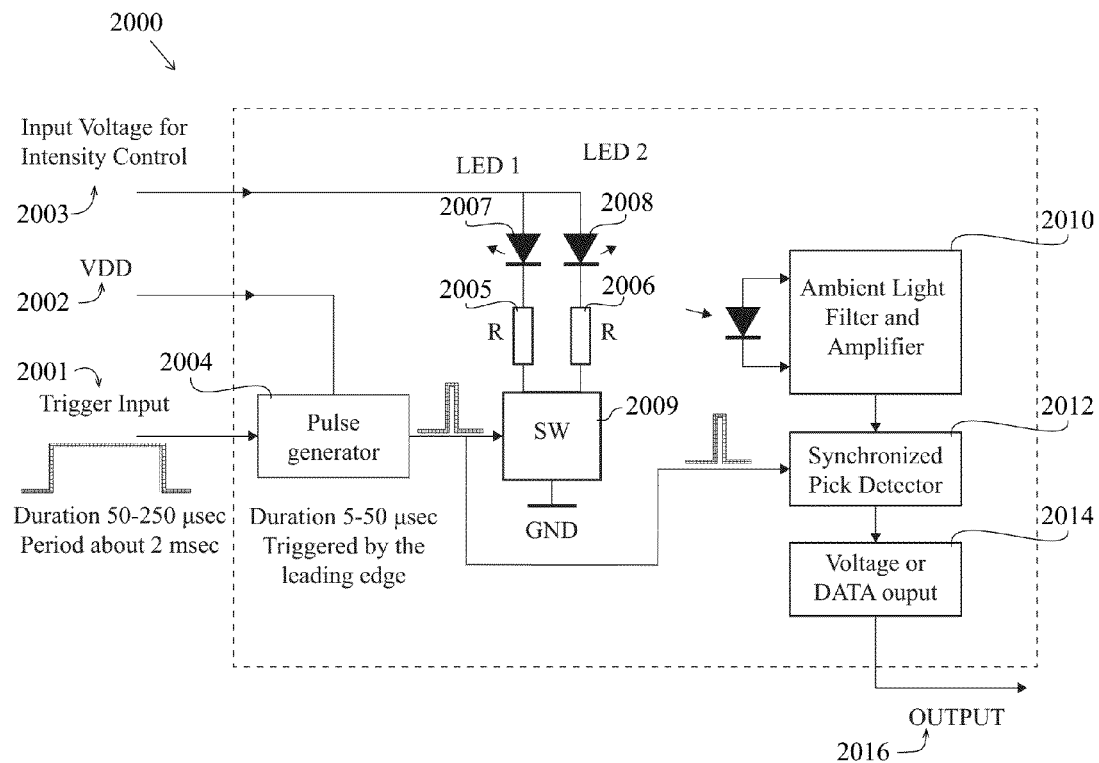 2000
Input Voltage for
Intensity Control
2003
VDD
2002
2001
Trigger Input
Duration 50-250 μsec
Period about 2 msec
2004
Pulse
generator
Duration 5-50 μsec
Triggered by the
leading edge
LED 1
LED 2
2007
2008
2005
2006
R
R
SW
2009
GND
2010
Ambient Light
Filter and
Amplifier
2012
Synchronized
Pick Detector
2014
Voltage or
DATA ouput
OUTPUT
2016